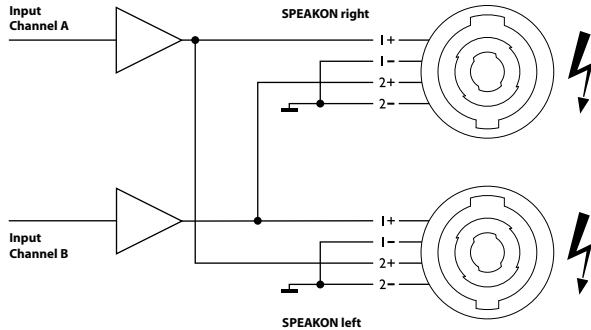 Input
Channel A
SPEAKON right
1+
1−
2+
2−
Input
Channel B
1+
1−
2+
2−
SPEAKON left